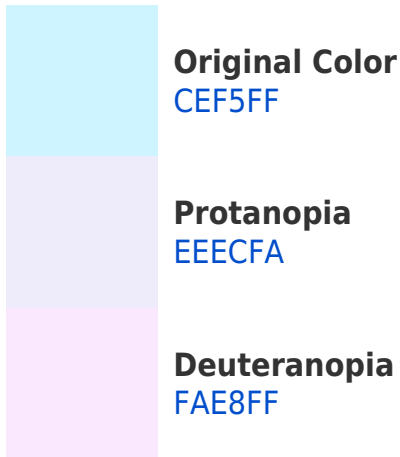 Original Color
CEF5FF
Protanopia
EEECFA
Deuteranopia
FAE8FF